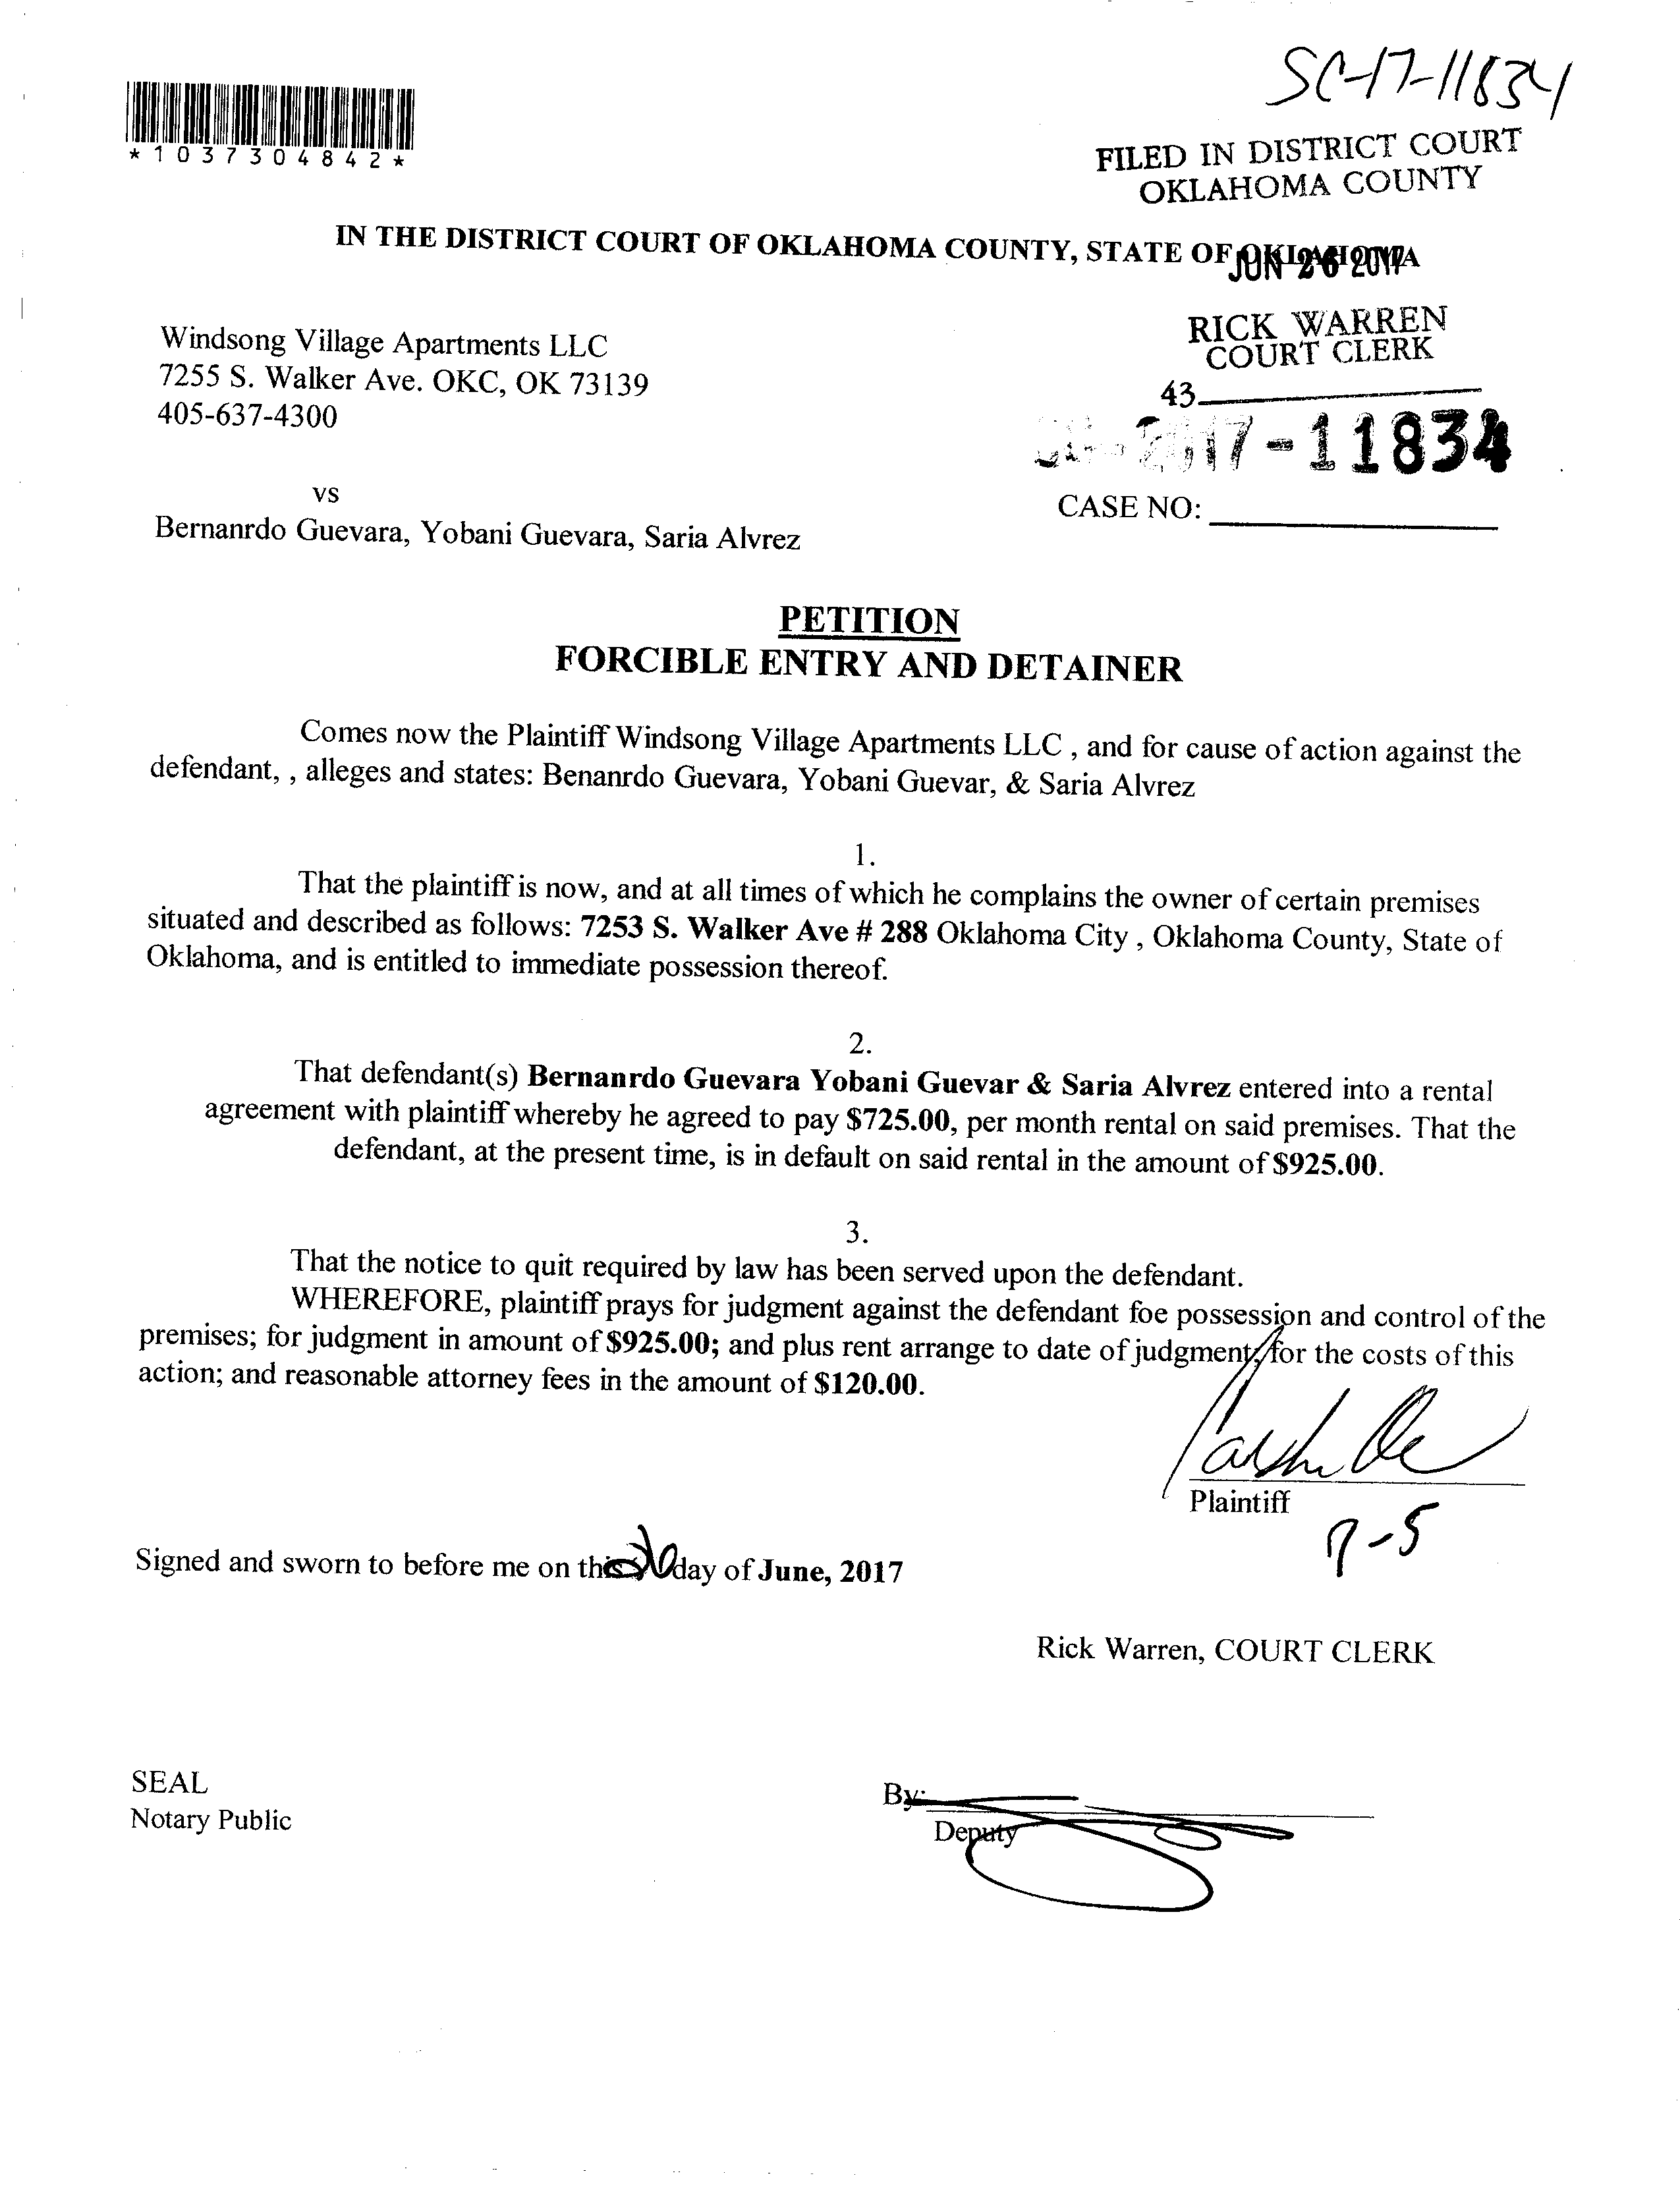 SC-17-11834
*1037304842*
FILED IN DISTRICT COURT
OKLAHOMA COUNTY
IN THE DISTRICT COURT OF OKLAHOMA COUNTY, STATE OF OKLAHOMA
JUN 26 2017
RICK WARREN
COURT CLERK
43
Windsong Village Apartments LLC
7255 S. Walker Ave. OKC, OK 73139
405-637-4300
2017-11834
vs
CASE NO:
Bernanrdo Guevara, Yobani Guevara, Saria Alvrez
PETITION
FORCIBLE ENTRY AND DETAINER
Comes now the Plaintiff Windsong Village Apartments LLC , and for cause of action against the
defendant, , alleges and states: Benanrdo Guevara, Yobani Guevar, & Saria Alvrez
1.
That the plaintiff is now, and at all times of which he complains the owner of certain premises
situated and described as follows: 7253 S. Walker Ave # 288 Oklahoma City , Oklahoma County, State of
Oklahoma, and is entitled to immediate possession thereof.
2.
That defendant(s) Bernanrdo Guevara Yobani Guevar & Saria Alvrez entered into a rental
agreement with plaintiff whereby he agreed to pay $725.00, per month rental on said premises. That the
defendant, at the present time, is in default on said rental in the amount of $925.00.
3.
That the notice to quit required by law has been served upon the defendant.
WHEREFORE, plaintiff prays for judgment against the defendant foe possession and control of the
premises; for judgment in amount of $925.00; and plus rent arrange to date of judgment; for the costs of this
action; and reasonable attorney fees in the amount of $120.00.
Plaintiff
7-5
Signed and sworn to before me on this day of June, 2017
Rick Warren, COURT CLERK
SEAL
Notary Public
By:
Deputy